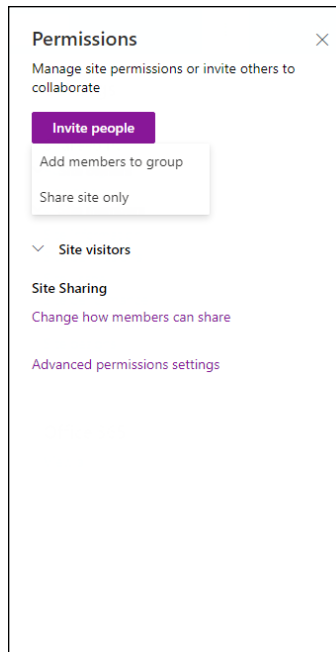 Permissions
Manage site permissions or invite others to
collaborate
Invite people
Add members to group
Share site only
Site visitors
Site Sharing
Change how members can share
Advanced permissions settings